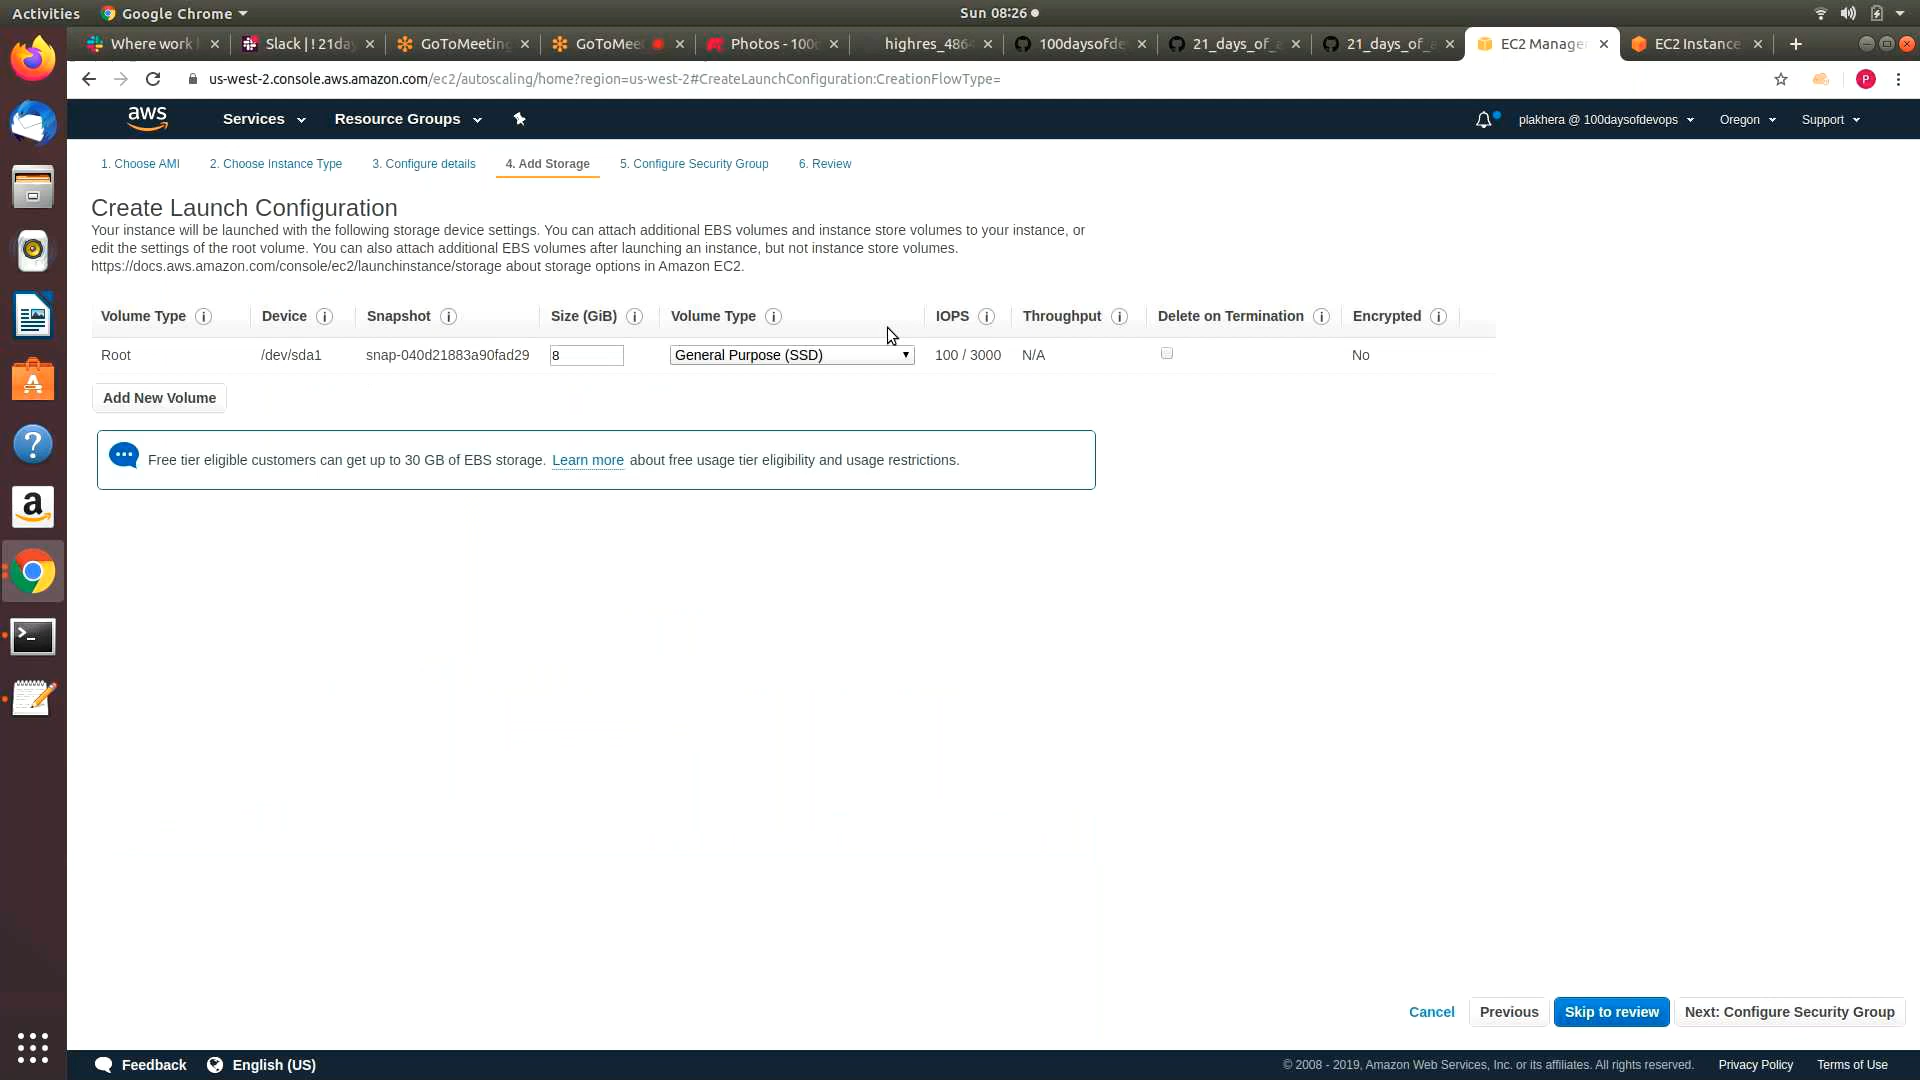 Activities
Google Chrome
Sun 08:26
Where work
Slack | ! 21day
GoToMeeting
GoToMee
Photos - 100
highres_486
100daysofde
21_days_of_a
21_days_of_a
EC2 Manage
EC2 Instance
us-west-2.console.aws.amazon.com/ec2/autoscaling/home?region=us-west-2#CreateLaunchConfiguration:CreationFlowType=
P
aws
Services
Resource Groups
plakhera @ 100daysofdevops
Oregon
Support
1. Choose AMI
2. Choose Instance Type
3. Configure details
4. Add Storage
5. Configure Security Group
6. Review
Create Launch Configuration
Your instance will be launched with the following storage device settings. You can attach additional EBS volumes and instance store volumes to your instance, or
edit the settings of the root volume. You can also attach additional EBS volumes after launching an instance, but not instance store volumes.
https://docs.aws.amazon.com/console/ec2/launchinstance/storage about storage options in Amazon EC2.
Volume Type i Device i Snapshot i Size (GiB) i Volume Type i IOPS i Throughput i Delete on Termination i Encrypted i
Root /dev/sda1 snap-040d21883a90fad29 8 General Purpose (SSD) 100 / 3000 N/A No
Add New Volume
Free tier eligible customers can get up to 30 GB of EBS storage. Learn more about free usage tier eligibility and usage restrictions.
Cancel
Previous
Skip to review
Next: Configure Security Group
Feedback
English (US)
© 2008 - 2019, Amazon Web Services, Inc. or its affiliates. All rights reserved.
Privacy Policy
Terms of Use